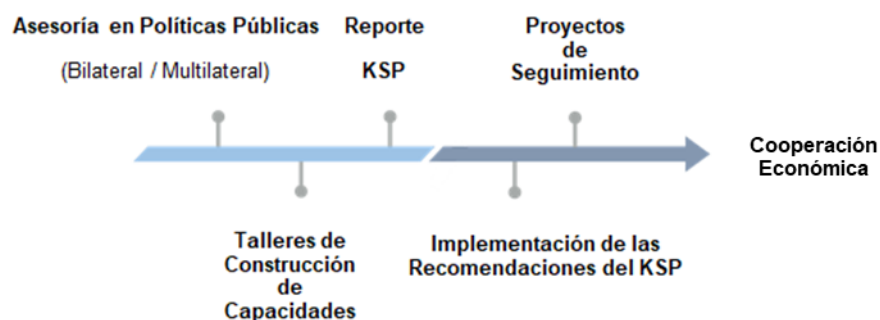 Asesoría en Políticas Públicas
(Bilateral / Multilateral)
Reporte
KSP
Proyectos
de
Seguimiento
Cooperación
Económica
Talleres de
Construcción
de
Capacidades
Implementación de las
Recomendaciones del KSP